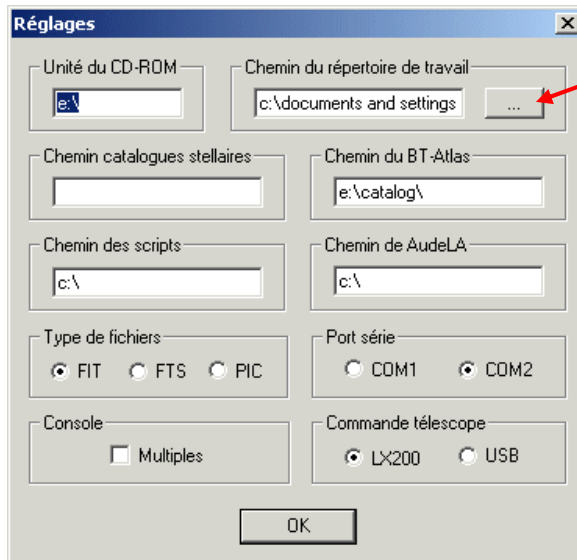 Réglages
Unité du CD-ROM
e:\
Chemin du répertoire de travail
c:\documents and settings
...
Chemin catalogues stellaires
Chemin du BT-Atlas
e:\catalog\
Chemin des scripts
c:\
Chemin de AudeLA
c:\
Type de fichiers
FIT FTS PIC
Port série
COM1 COM2
Console
Multiples
Commande télescope
LX200 USB
OK